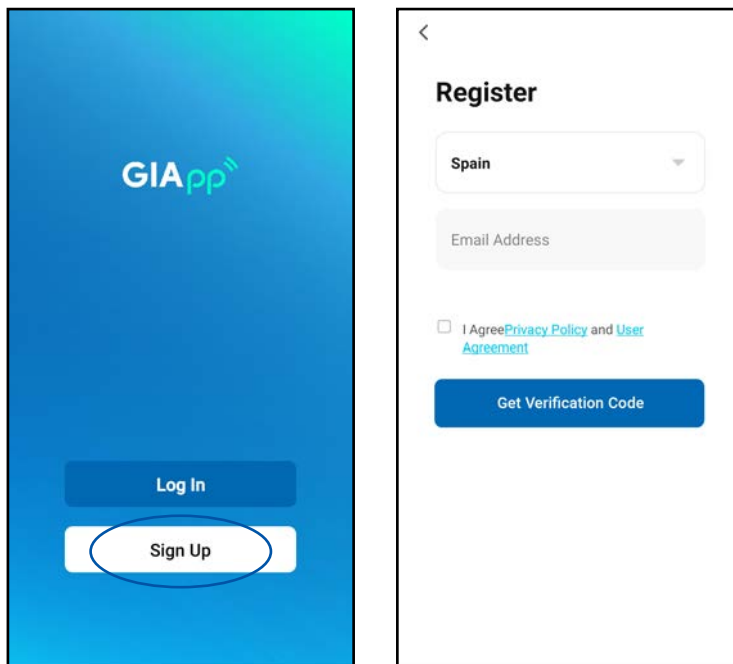 GIApp
Log In
Sign Up
Register
Spain
Email Address
I AgreePrivacy Policy and User
Agreement
Get Verification Code